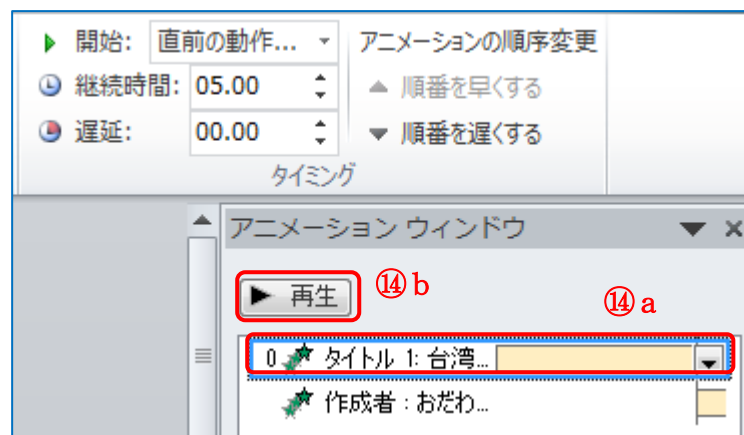 開始: 直前の動作... アニメーションの順序変更
継続時間: 05.00 順番を早くする
遅延: 00.00 順番を遅くする
タイミング
アニメーション ウィンドウ
再生 ⑭b
⑭a
0 タイトル 1: 台湾...
作成者:おだわ...